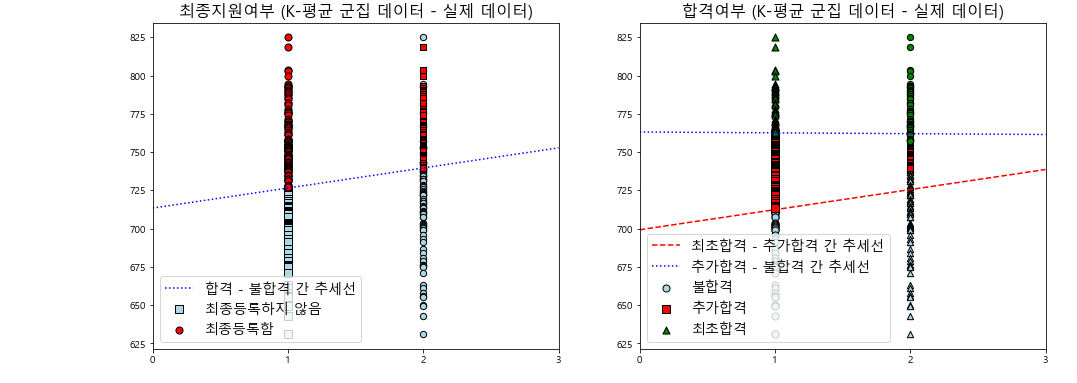 최종지원여부 (K-평균 군집 데이터 - 실제 데이터)
825
800
775
750
725
700
675
650
625
0
1
2
3
합격 - 불합격 간 추세선
최종등록하지 않음
최종등록함
합격여부 (K-평균 군집 데이터 - 실제 데이터)
825
800
775
750
725
700
675
650
625
0
1
2
3
최초합격 - 추가합격 간 추세선
추가합격 - 불합격 간 추세선
불합격
추가합격
최초합격